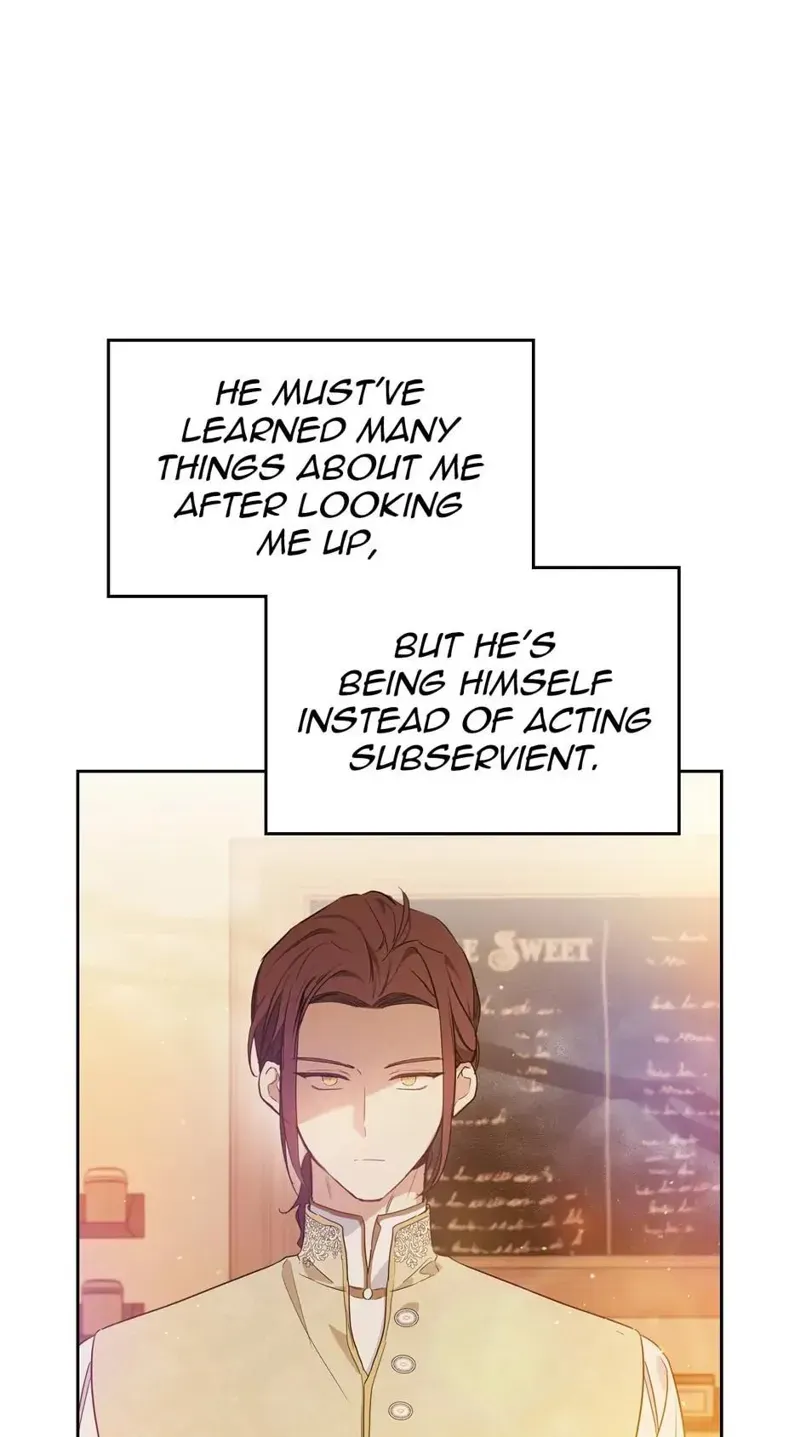 HE MUST'VE
LEARNED MANY
THINGS ABOUT ME
AFTER LOOKING
ME UP,
BUT HE'S
BEING HIMSELF
INSTEAD OF ACTING
SUBSERVIENT.
SWEET